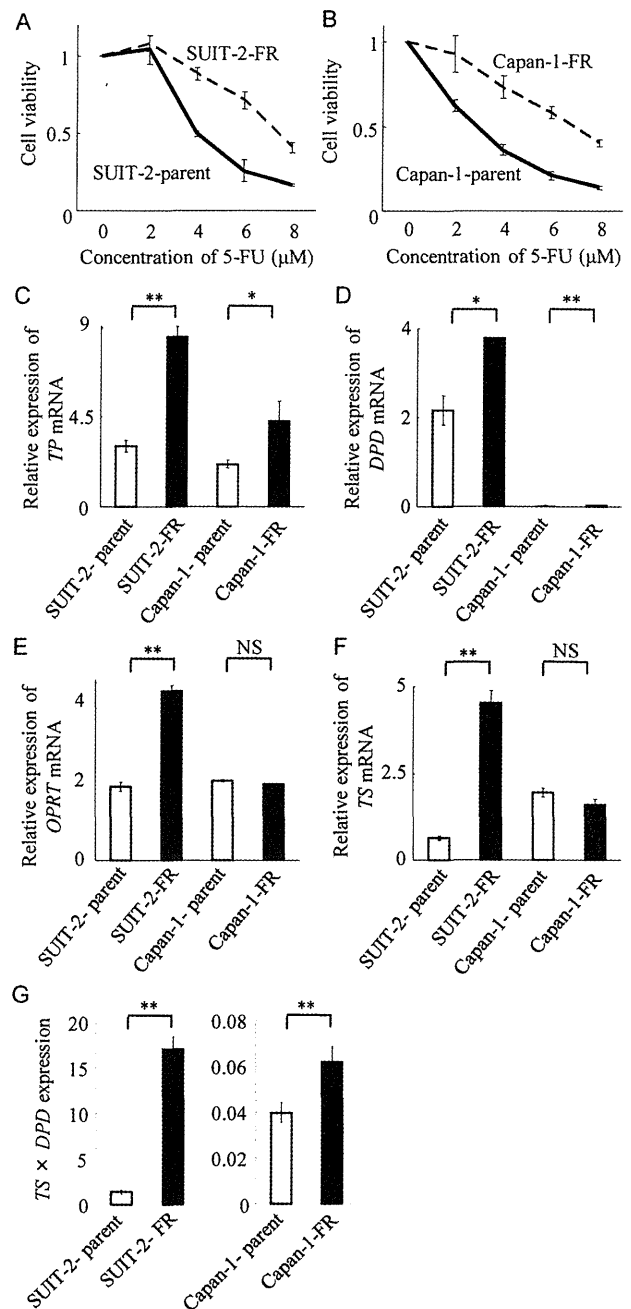 A
Cell viability
1
0.5
0
SUIT-2-FR
SUIT-2-parent
0 2 4 6 8
Concentration of 5-FU (μM)
B
Cell viability
1
0.5
0
Capan-1-FR
Capan-1-parent
0 2 4 6 8
Concentration of 5-FU (μM)
C
Relative expression of
TP mRNA
9
4.5
0
** *
SUIT-2- parent
SUIT-2-FR
Capan-1- parent
Capan-1-FR
D
Relative expression of
DPD mRNA
4
2
0
* **
SUIT-2- parent
SUIT-2-FR
Capan-1- parent
Capan-1-FR
E
Relative expression of
OPRT mRNA
4
2
0
** NS
SUIT-2- parent
SUIT-2-FR
Capan-1- parent
Capan-1-FR
F
Relative expression of
TS mRNA
5
2.5
0
** NS
SUIT-2- parent
SUIT-2-FR
Capan-1- parent
Capan-1-FR
G
TS × DPD expression
20
15
10
5
0
**
SUIT-2- parent
SUIT-2- FR
0.08
0.06
0.04
0.02
0
**
Capan-1- parent
Capan-1-FR